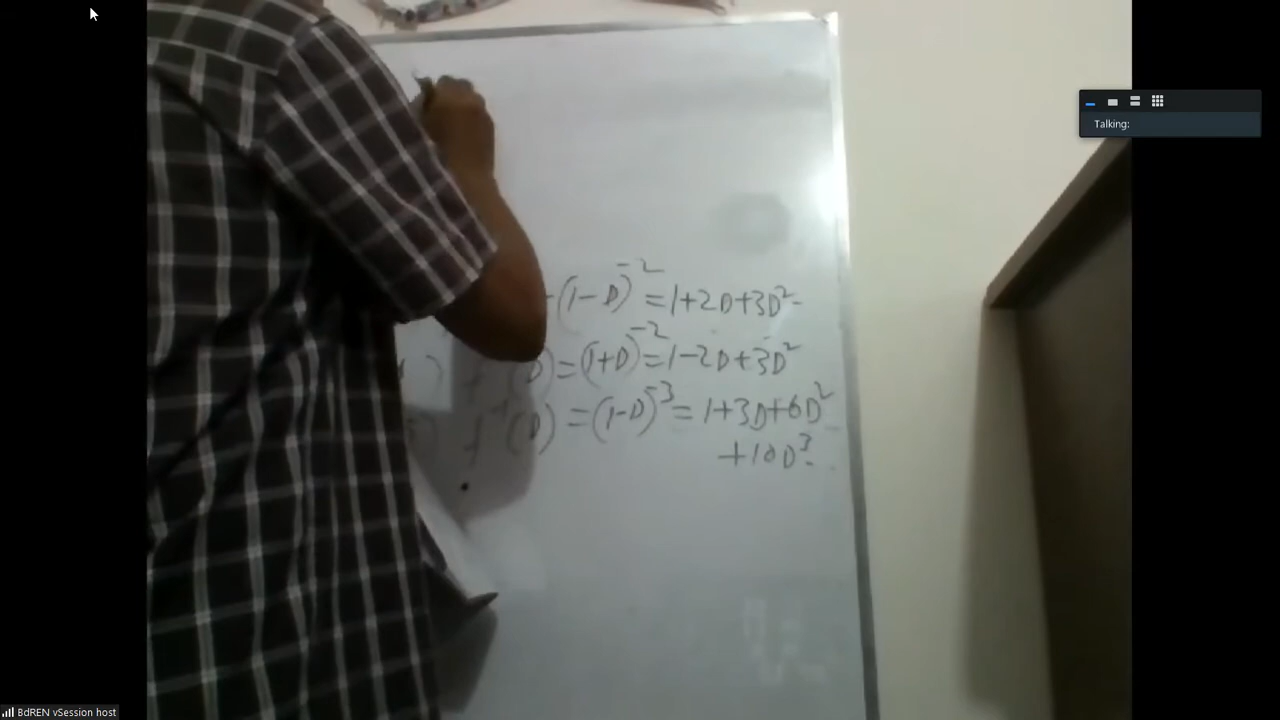 Talking:
(1-D)^-2 = 1+2D+3D^2-
(D) = (1+D)^-2 = 1-2D+3D^2
f^-1(D) = (1-D)^-3 = 1+3D+6D^2
+10D^3..
BdREN vSession host